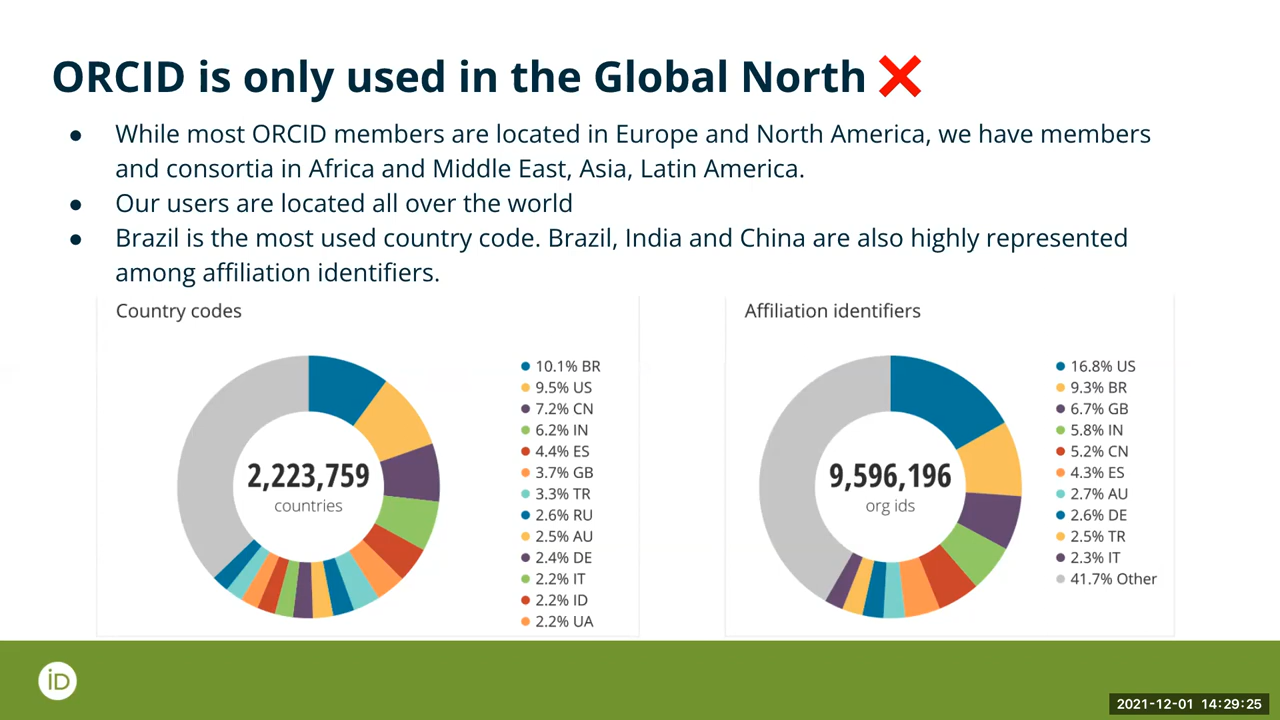 ORCID is only used in the Global North ❌
● While most ORCID members are located in Europe and North America, we have members
and consortia in Africa and Middle East, Asia, Latin America.
● Our users are located all over the world
● Brazil is the most used country code. Brazil, India and China are also highly represented
among affiliation identifiers.
Country codes
2,223,759
countries
10.1% BR
9.5% US
7.2% CN
6.2% IN
4.4% ES
3.7% GB
3.3% TR
2.6% RU
2.5% AU
2.4% DE
2.2% IT
2.2% ID
2.2% UA
Affiliation identifiers
9,596,196
org ids
16.8% US
9.3% BR
6.7% GB
5.8% IN
5.2% CN
4.3% ES
2.7% AU
2.6% DE
2.5% TR
2.3% IT
41.7% Other
iD
2021-12-01 14:29:25